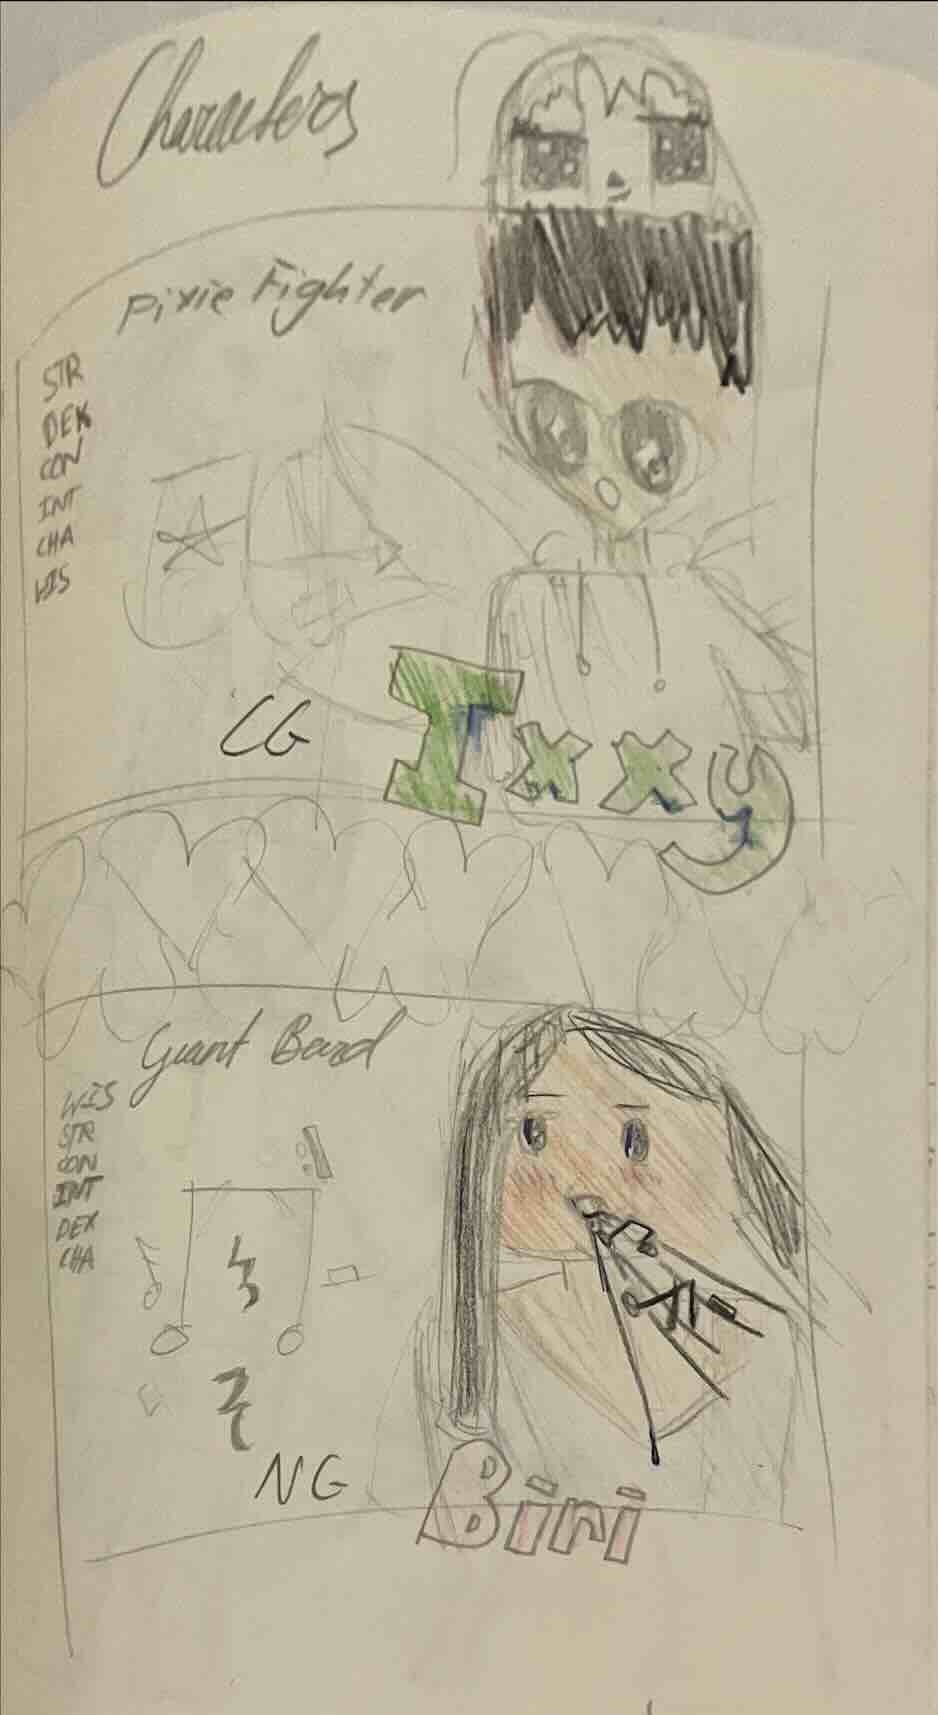 Characters
Pixie Fighter
STR
DEX
CON
INT
CHA
WIS
CG
Ixxy
Giant Bard
WIS
STR
CON
INT
DEX
CHA
NG
Biri